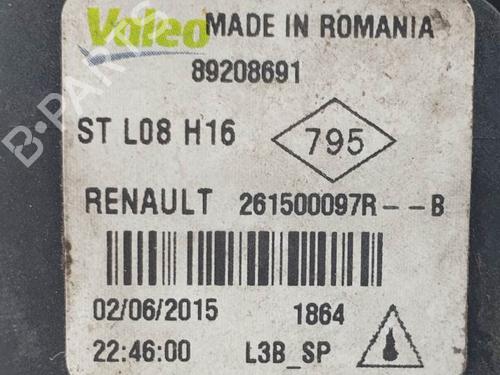 Valeo MADE IN ROMANIA
89208691
ST L08 H16 795
RENAULT 261500097R--B
02/06/2015 1864
22:46:00 L3B_SP
B-PARTS